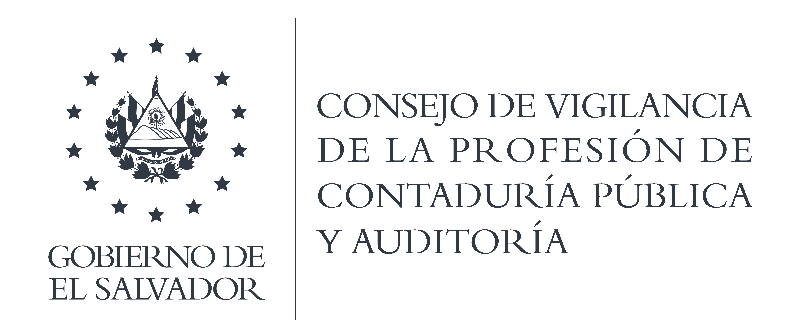 GOBIERNO DE
EL SALVADOR
CONSEJO DE VIGILANCIA
DE LA PROFESIÓN DE
CONTADURÍA PÚBLICA
Y AUDITORÍA